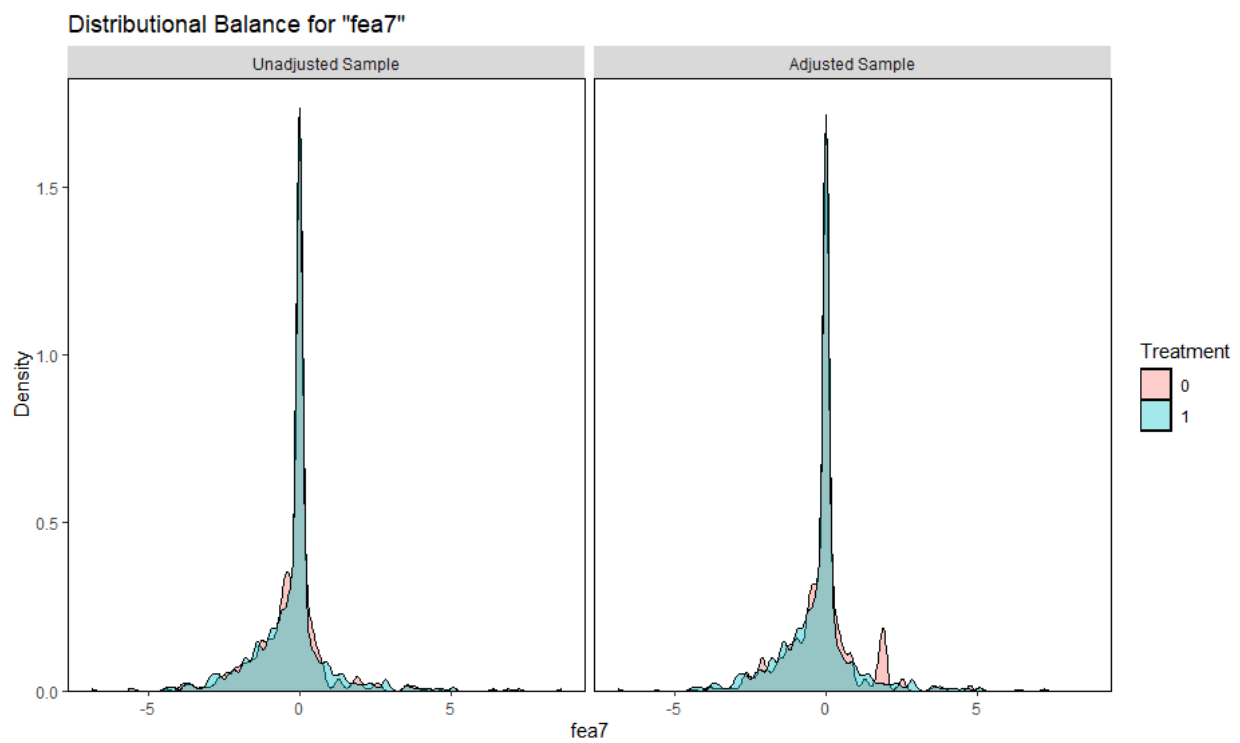 Distributional Balance for "fea7"
Unadjusted Sample
Adjusted Sample
1.5
1.0
0.5
0.0
Density
-5
0
5
-5
0
5
fea7
Treatment
0
1